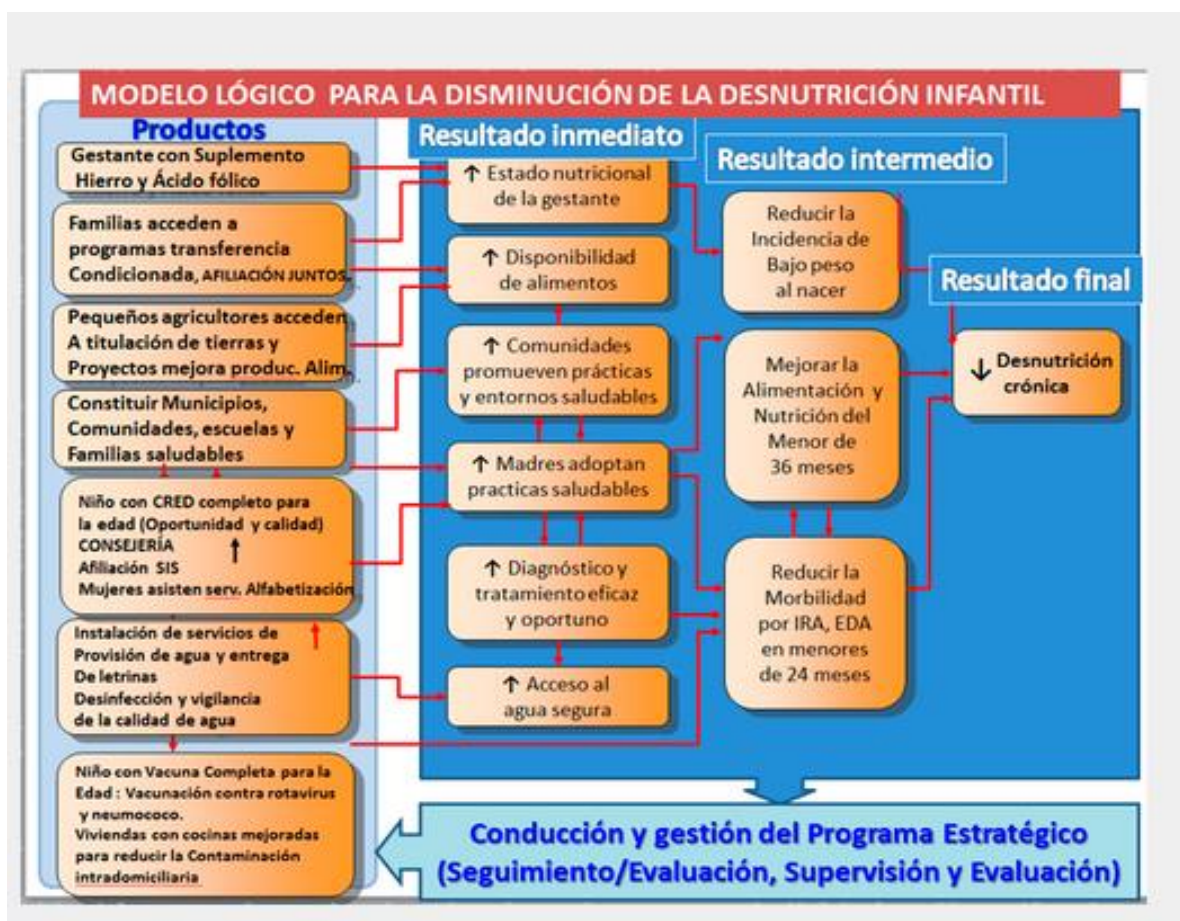 MODELO LÓGICO PARA LA DISMINUCIÓN DE LA DESNUTRICIÓN INFANTIL
Productos
Gestante con Suplemento
Hierro y Ácido fólico
Familias acceden a
programas transferencia
Condicionada, AFILIACIÓN JUNTOS.
Pequeños agricultores acceden
A titulación de tierras y
Proyectos mejora produc. Alim.
Constituir Municipios,
Comunidades, escuelas y
Familias saludables
Niño con CRED completo para
la edad (Oportunidad y calidad)
CONSEJERÍA
Afiliación SIS
Mujeres asisten serv. Alfabetización
Instalación de servicios de
Provisión de agua y entrega
De letrinas
Desinfección y vigilancia
de la calidad de agua
Niño con Vacuna Completa para la
Edad : Vacunación contra rotavirus
y neumococo.
Viviendas con cocinas mejoradas
para reducir la Contaminación
intradomiciliaria
Resultado inmediato
↑ Estado nutricional
de la gestante
↑ Disponibilidad
de alimentos
↑ Comunidades
promueven prácticas
y entornos saludables
↑ Madres adoptan
practicas saludables
↑ Diagnóstico y
tratamiento eficaz
y oportuno
↑ Acceso al
agua segura
Resultado intermedio
Reducir la
Incidencia de
Bajo peso
al nacer
Mejorar la
Alimentación y
Nutrición del
Menor de
36 meses
Reducir la
Morbilidad
por IRA, EDA
en menores
de 24 meses
Resultado final
↓ Desnutrición
crónica
Conducción y gestión del Programa Estratégico
(Seguimiento/Evaluación, Supervisión y Evaluación)